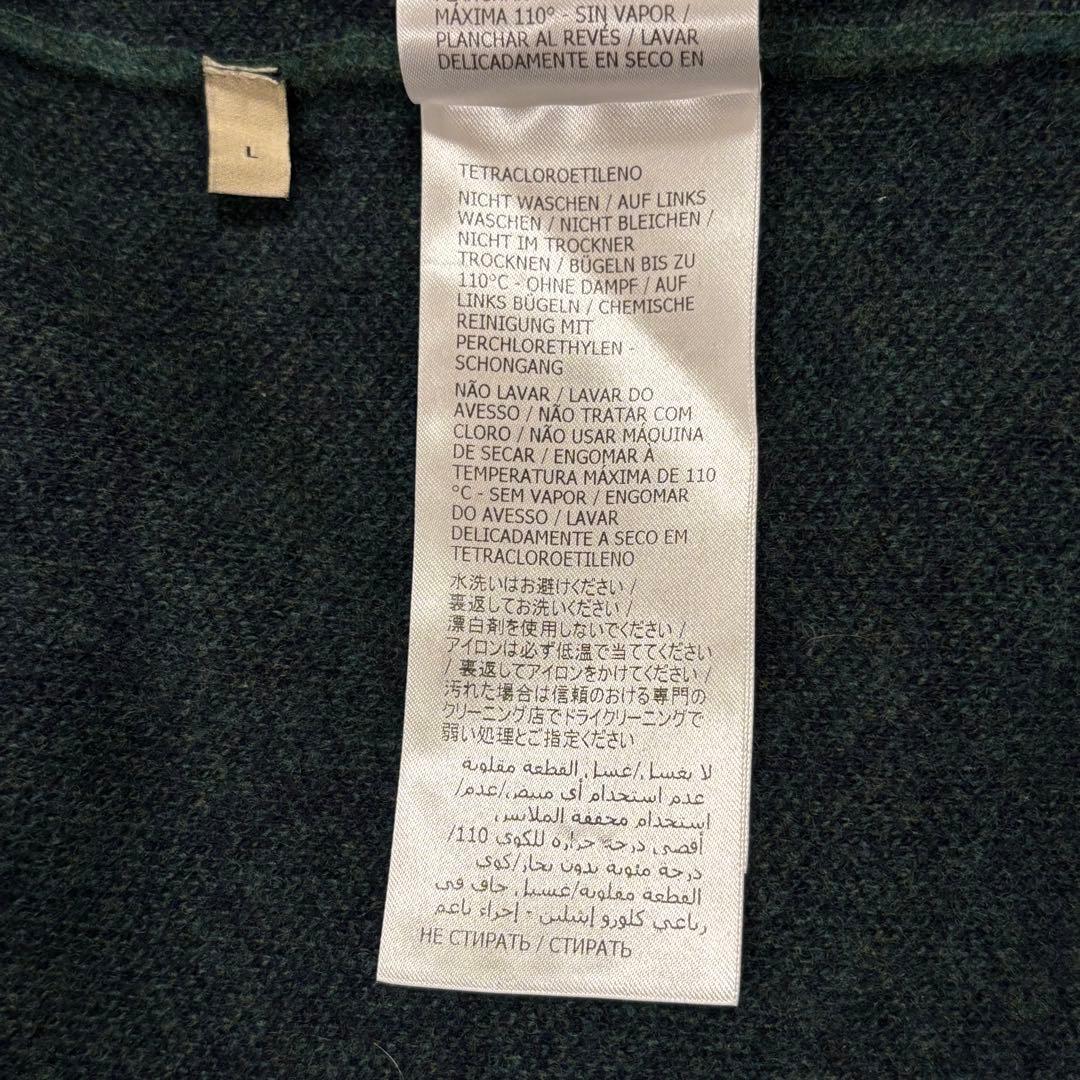 MÁXIMA 110° - SIN VAPOR /
PLANCHAR AL REVÉS / LAVAR
DELICADAMENTE EN SECO EN
L
TETRACLOROETILENO
NICHT WASCHEN / AUF LINKS
WASCHEN / NICHT BLEICHEN /
NICHT IM TROCKNER
TROCKNEN / BÜGELN BIS ZU
110°C - OHNE DAMPF / AUF
LINKS BÜGELN / CHEMISCHE
REINIGUNG MIT
PERCHLORETHYLEN -
SCHONGANG
NÃO LAVAR / LAVAR DO
AVESSO / NÃO TRATAR COM
CLORO / NÃO USAR MÁQUINA
DE SECAR / ENGOMAR À
TEMPERATURA MÁXIMA DE 110
°C - SEM VAPOR / ENGOMAR
DO AVESSO / LAVAR
DELICADAMENTE A SECO EM
TETRACLOROETILENO
水洗いはお避けください /
裏返してお洗いください /
漂白剤を使用しないでください /
アイロンは必ず低温で当ててください
/ 裏返してアイロンをかけてください /
汚れた場合は信頼のおける専門の
クリーニング店でドライクリーニングで
弱い処理とご指定ください
لا يغسل/غسل القطعة مقلوبة
عدم استخدام أى مبيض/عدم/
إستخدام مجففة الملابس
أقصى درجة حرارة للكوي 110/
درجة مئوية بدون بخار/كوي
القطعة مقلوبة/غسيل جاف فى
رباعي كلورو إيثيلين - إجراء ناعم
НЕ СТИРАТЬ / СТИРАТЬ